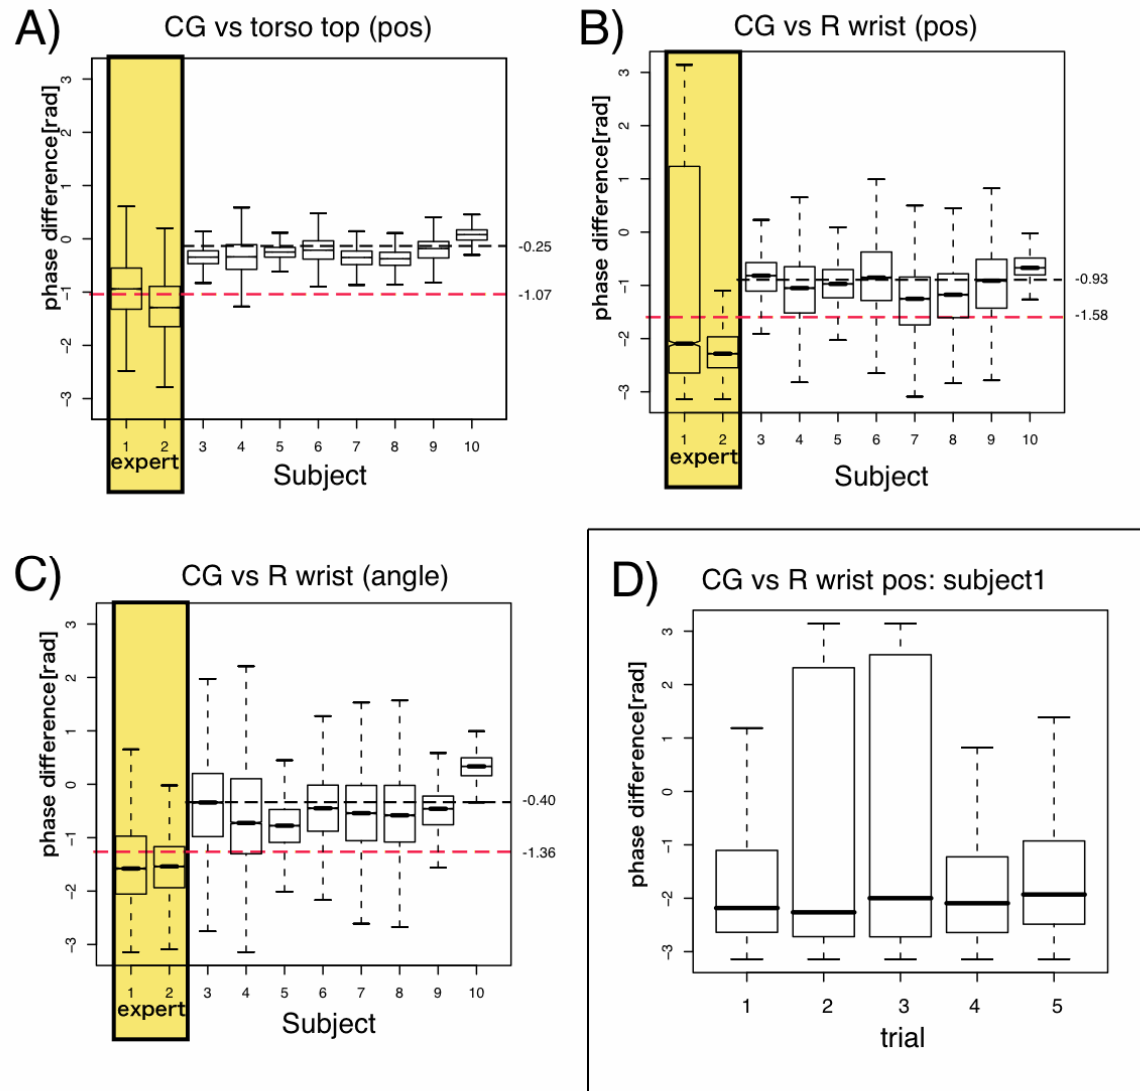 A)
CG vs torso top (pos)
phase difference[rad]
3
2
1
0
−1
−2
−3
-0.25
-1.07
1 2 3 4 5 6 7 8 9 10
expert
Subject
B)
CG vs R wrist (pos)
phase difference[rad]
3
2
1
0
−1
−2
−3
-0.93
-1.58
1 2 3 4 5 6 7 8 9 10
expert
Subject
C)
CG vs R wrist (angle)
phase difference[rad]
3
2
1
0
−1
−2
−3
-0.40
-1.36
1 2 3 4 5 6 7 8 9 10
expert
Subject
D)
CG vs R wrist pos: subject1
phase difference[rad]
3
2
1
0
−1
−2
−3
1 2 3 4 5
trial